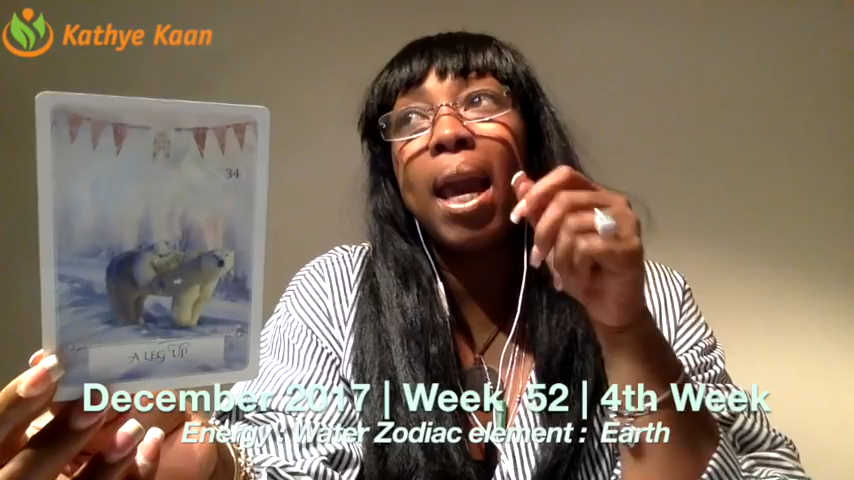 Kathye Kaan
34
A LEG UP
December 2017 | Week 52 | 4th Week
Energy : Water Zodiac element : Earth